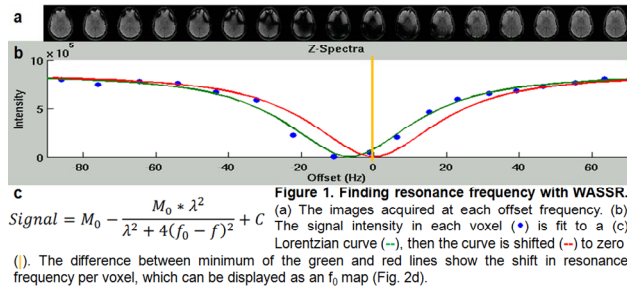 a
Z-Spectra
b
× 10⁵
10
5
0
Intensity
80 60 40 20 0 20 40 60
Offset (Hz)
c
Signal = M₀ − M₀ * λ² / λ² + 4(f₀ − f)² + C
Figure 1. Finding resonance frequency with WASSR.
(a) The images acquired at each offset frequency. (b)
The signal intensity in each voxel (•) is fit to a (c)
Lorentzian curve (--), then the curve is shifted (--) to zero
(|). The difference between minimum of the green and red lines show the shift in resonance
frequency per voxel, which can be displayed as an f₀ map (Fig. 2d).